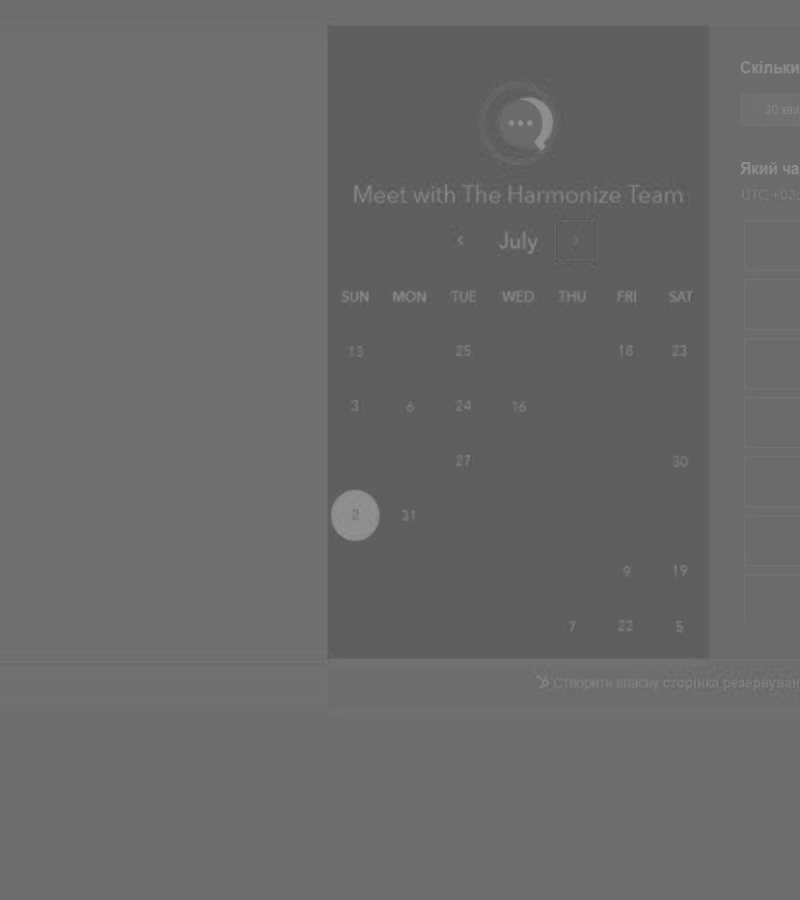 Скільки
30 хви
Meet with The Harmonize Team
Який ча
UTC +03:
July
SUN MON TUE WED THU FRI SAT
13 25 18 23
3 6 24 16
27 30
2 31
9 19
7 22 5
Створити власну сторінка резервуван